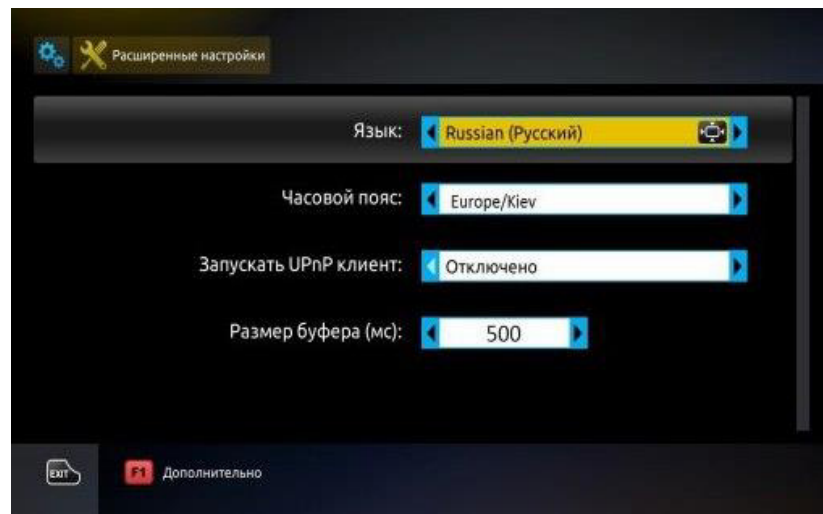 Расширенные настройки
Язык: Russian (Русский)
Часовой пояс: Europe/Kiev
Запускать UPnP клиент: Отключено
Размер буфера (мс): 500
EXIT F1 Дополнительно